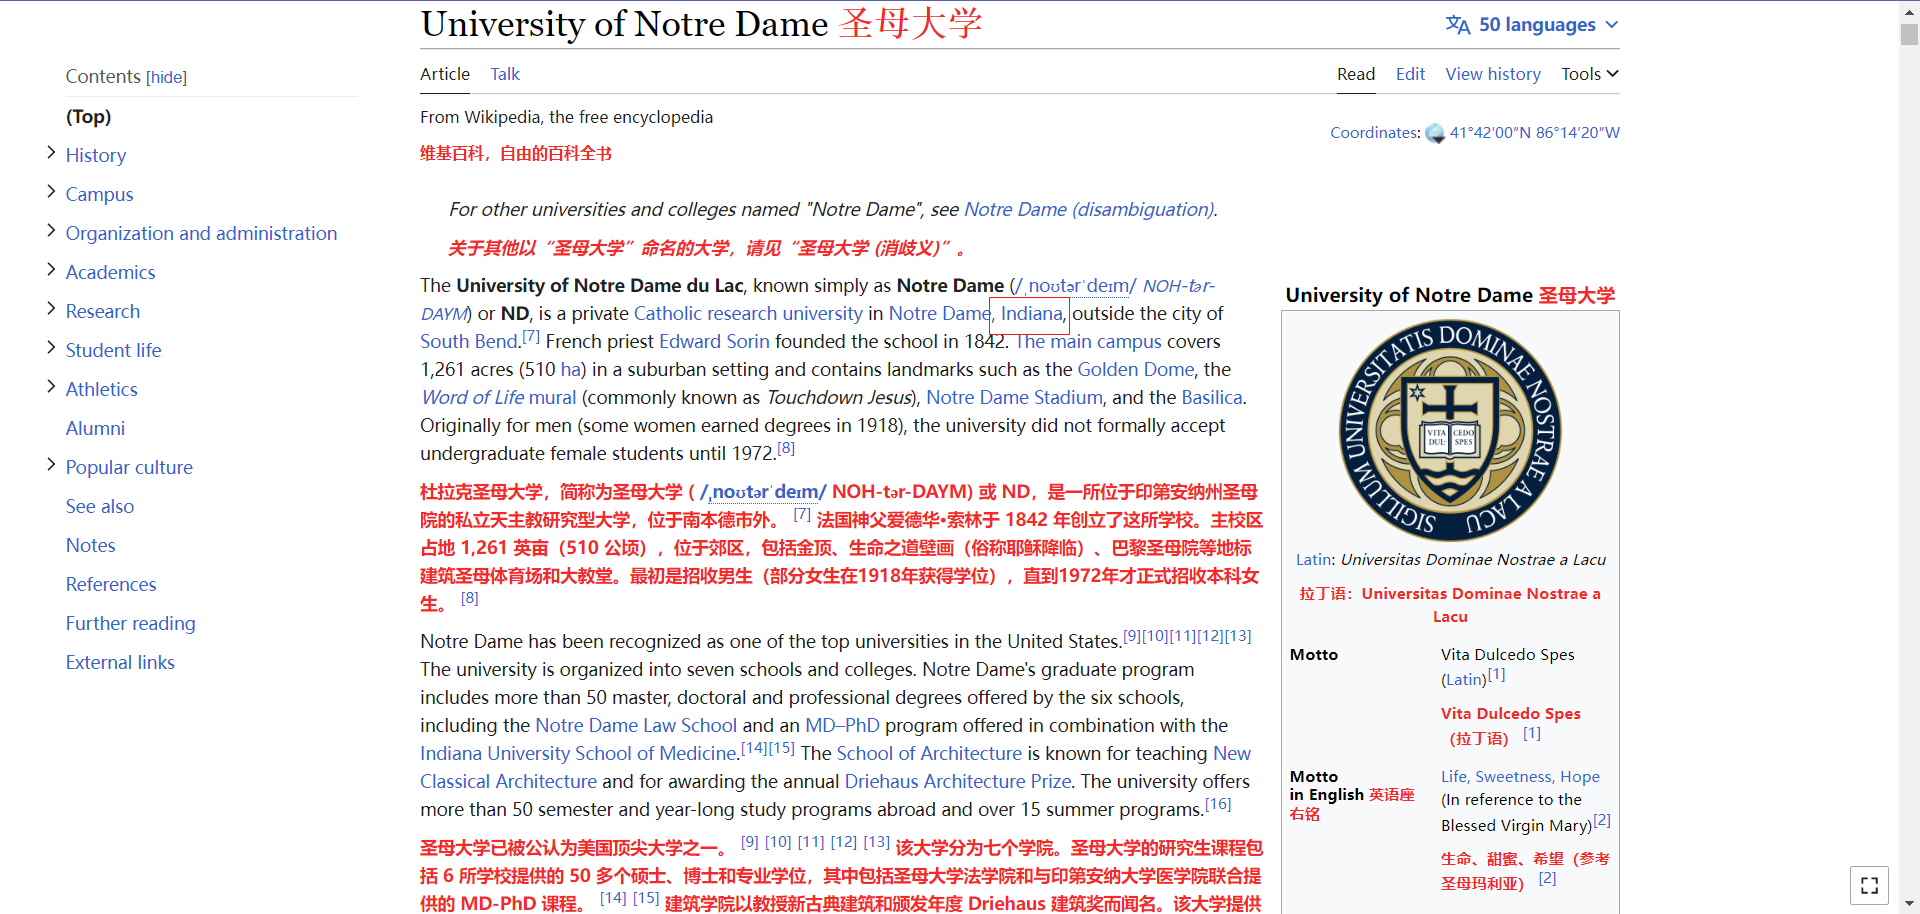 University of Notre Dame 圣母大学
50 languages
Contents [hide]
Article Talk
Read Edit View history Tools
(Top)
History
Campus
Organization and administration
Academics
Research
Student life
Athletics
Alumni
Popular culture
See also
Notes
References
Further reading
External links
From Wikipedia, the free encyclopedia
Coordinates: 41°42′00″N 86°14′20″W
维基百科，自由的百科全书
For other universities and colleges named "Notre Dame", see Notre Dame (disambiguation).
关于其他以“圣母大学”命名的大学，请见“圣母大学 (消歧义)”。
The University of Notre Dame du Lac, known simply as Notre Dame (/ˌnoʊtərˈdeɪm/ NOH-tər-
DAYM) or ND, is a private Catholic research university in Notre Dame, Indiana, outside the city of
South Bend.[7] French priest Edward Sorin founded the school in 1842. The main campus covers
1,261 acres (510 ha) in a suburban setting and contains landmarks such as the Golden Dome, the
Word of Life mural (commonly known as Touchdown Jesus), Notre Dame Stadium, and the Basilica.
Originally for men (some women earned degrees in 1918), the university did not formally accept
undergraduate female students until 1972.[8]
杜拉克圣母大学，简称为圣母大学 ( /ˌnoʊtərˈdeɪm/ NOH-tər-DAYM) 或 ND，是一所位于印第安纳州圣母
院的私立天主教研究型大学，位于南本德市外。 [7] 法国神父爱德华·索林于 1842 年创立了这所学校。主校区
占地 1,261 英亩（510 公顷），位于郊区，包括金顶、生命之道壁画（俗称耶稣降临）、巴黎圣母院等地标
建筑圣母体育场和大教堂。最初是招收男生（部分女生在1918年获得学位），直到1972年才正式招收本科女
生。 [8]
Notre Dame has been recognized as one of the top universities in the United States.[9][10][11][12][13]
The university is organized into seven schools and colleges. Notre Dame's graduate program
includes more than 50 master, doctoral and professional degrees offered by the six schools,
including the Notre Dame Law School and an MD–PhD program offered in combination with the
Indiana University School of Medicine.[14][15] The School of Architecture is known for teaching New
Classical Architecture and for awarding the annual Driehaus Architecture Prize. The university offers
more than 50 semester and year-long study programs abroad and over 15 summer programs.[16]
圣母大学已被公认为美国顶尖大学之一。 [9] [10] [11] [12] [13] 该大学分为七个学院。圣母大学的研究生课程包
括 6 所学校提供的 50 多个硕士、博士和专业学位，其中包括圣母大学法学院和与印第安纳大学医学院联合提
供的 MD-PhD 课程。 [14] [15] 建筑学院以教授新古典建筑和颁发年度 Driehaus 建筑奖而闻名。该大学提供
University of Notre Dame 圣母大学
SIGILLUM UNIVERSITATIS DOMINAE NOSTRAE A LACU
VITA CEDO
DUL- SPES
Latin: Universitas Dominae Nostrae a Lacu
拉丁语：Universitas Dominae Nostrae a
Lacu
Motto Vita Dulcedo Spes
(Latin)[1]
Vita Dulcedo Spes
（拉丁语） [1]
Motto
in English 英语座
右铭
Life, Sweetness, Hope
(In reference to the
Blessed Virgin Mary)[2]
生命、甜蜜、希望（参考
圣母玛利亚） [2]